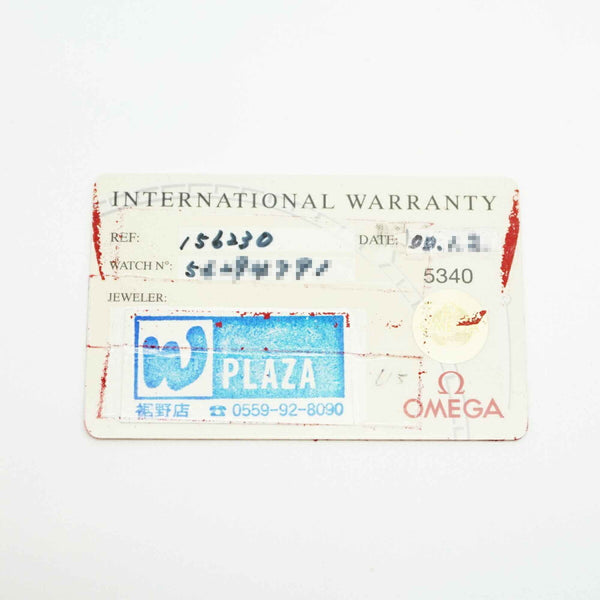 INTERNATIONAL WARRANTY
REF: 156230
DATE:
WATCH Nº:
5340
JEWELER:
W PLAZA
裾野店 ☎ 0559-92-8090
Ω
OMEGA